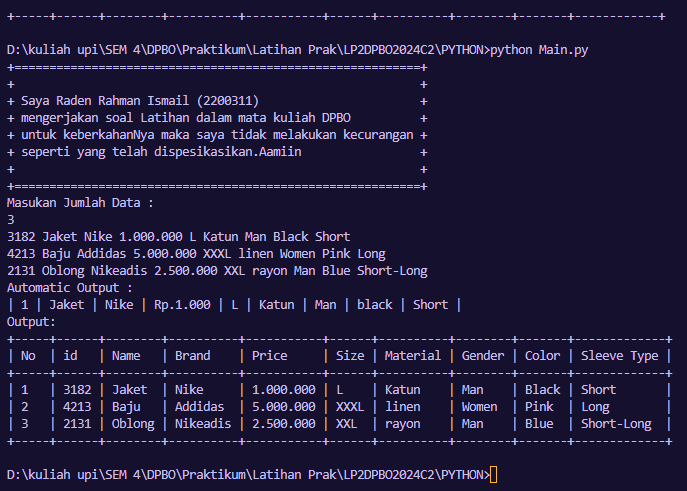 +-----+------+--------+----------+-----------+------+----------+--------+-------+------------+
D:\kuliah upi\SEM 4\DPBO\Praktikum\Latihan Prak\LP2DPBO2024C2\PYTHON>python Main.py
+==========================================================+
+                                                          +
+ Saya Raden Rahman Ismail (2200311)                       +
+ mengerjakan soal Latihan dalam mata kuliah DPBO          +
+ untuk keberkahanNya maka saya tidak melakukan kecurangan +
+ seperti yang telah dispesikasikan.Aamiin                 +
+                                                          +
+==========================================================+
Masukan Jumlah Data :
3
3182 Jaket Nike 1.000.000 L Katun Man Black Short
4213 Baju Addidas 5.000.000 XXXL linen Women Pink Long
2131 Oblong Nikeadis 2.500.000 XXL rayon Man Blue Short-Long
Automatic Output :
| 1 | Jaket | Nike | Rp.1.000 | L | Katun | Man | black | Short |
Output:
+-----+------+--------+----------+-----------+------+----------+--------+-------+-------------+
| No  | id   | Name   | Brand    | Price     | Size | Material | Gender | Color | Sleeve Type |
+-----+------+--------+----------+-----------+------+----------+--------+-------+-------------+
| 1   | 3182 | Jaket  | Nike     | 1.000.000 | L    | Katun    | Man    | Black | Short       |
| 2   | 4213 | Baju   | Addidas  | 5.000.000 | XXXL | linen    | Women  | Pink  | Long        |
| 3   | 2131 | Oblong | Nikeadis | 2.500.000 | XXL  | rayon    | Man    | Blue  | Short-Long  |
+-----+------+--------+----------+-----------+------+----------+--------+-------+-------------+
D:\kuliah upi\SEM 4\DPBO\Praktikum\Latihan Prak\LP2DPBO2024C2\PYTHON>